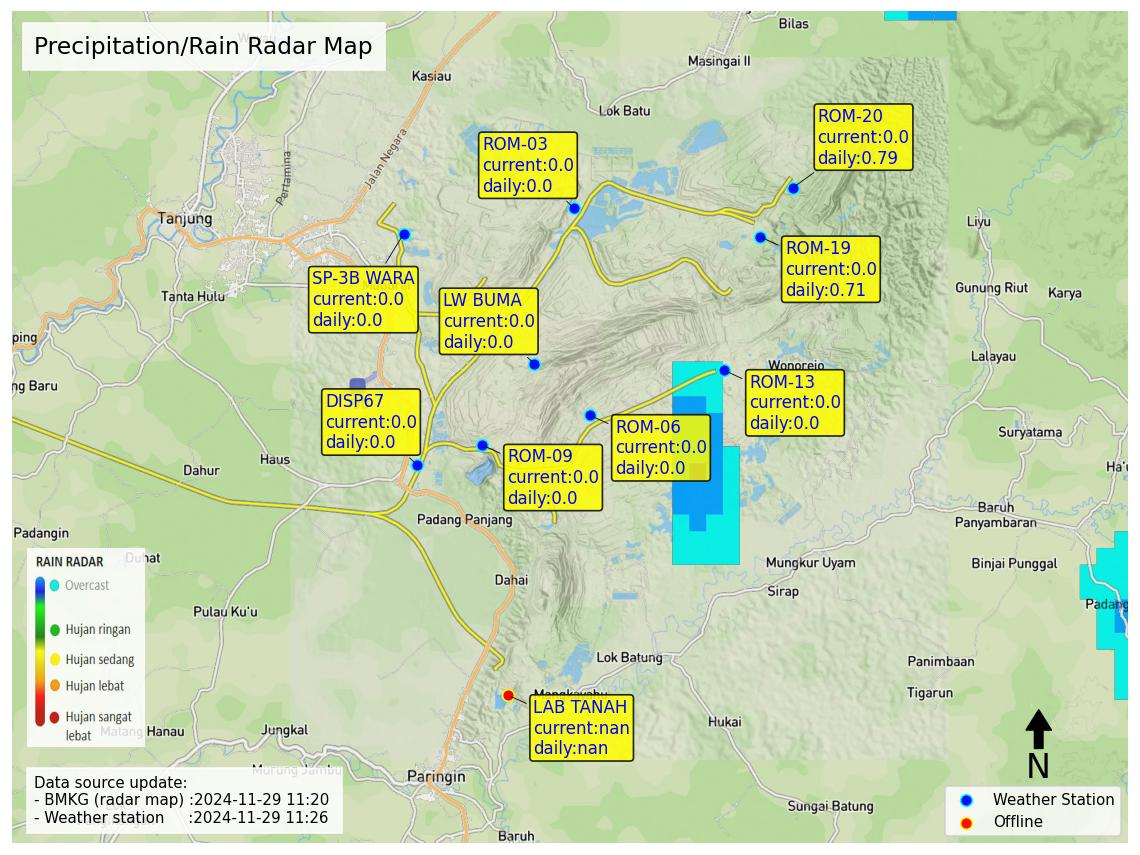 Precipitation/Rain Radar Map
Bilas
Masingai II
Kasiau
Lok Batu
Jalan Negara
Pertamina
Tanjung
Tanta Hulu
ping
ng Baru
Dahur
Haus
Padangin
Duhat
Pulau Ku'u
Padang Panjang
Dahai
Liyu
Gunung Riut
Karya
Lalayau
Wonorejo
Suryatama
Ha'u
Baruh
Panyambaran
Binjai Punggal
Mungkur Uyam
Sirap
Padang
Lok Batung
Panimbaan
Tigarun
Mangkayahu
Hukai
Sungai Batung
Jungkal
Matang Hanau
Murung Jambu
Paringin
Baruh
ROM-20
current:0.0
daily:0.79
ROM-03
current:0.0
daily:0.0
ROM-19
current:0.0
daily:0.71
SP-3B WARA
current:0.0
daily:0.0
LW BUMA
current:0.0
daily:0.0
ROM-13
current:0.0
daily:0.0
DISP67
current:0.0
daily:0.0
ROM-06
current:0.0
daily:0.0
ROM-09
current:0.0
daily:0.0
LAB TANAH
current:nan
daily:nan
RAIN RADAR
Overcast
Hujan ringan
Hujan sedang
Hujan lebat
Hujan sangat
lebat
Data source update:
- BMKG (radar map) :2024-11-29 11:20
- Weather station :2024-11-29 11:26
N
Weather Station
Offline